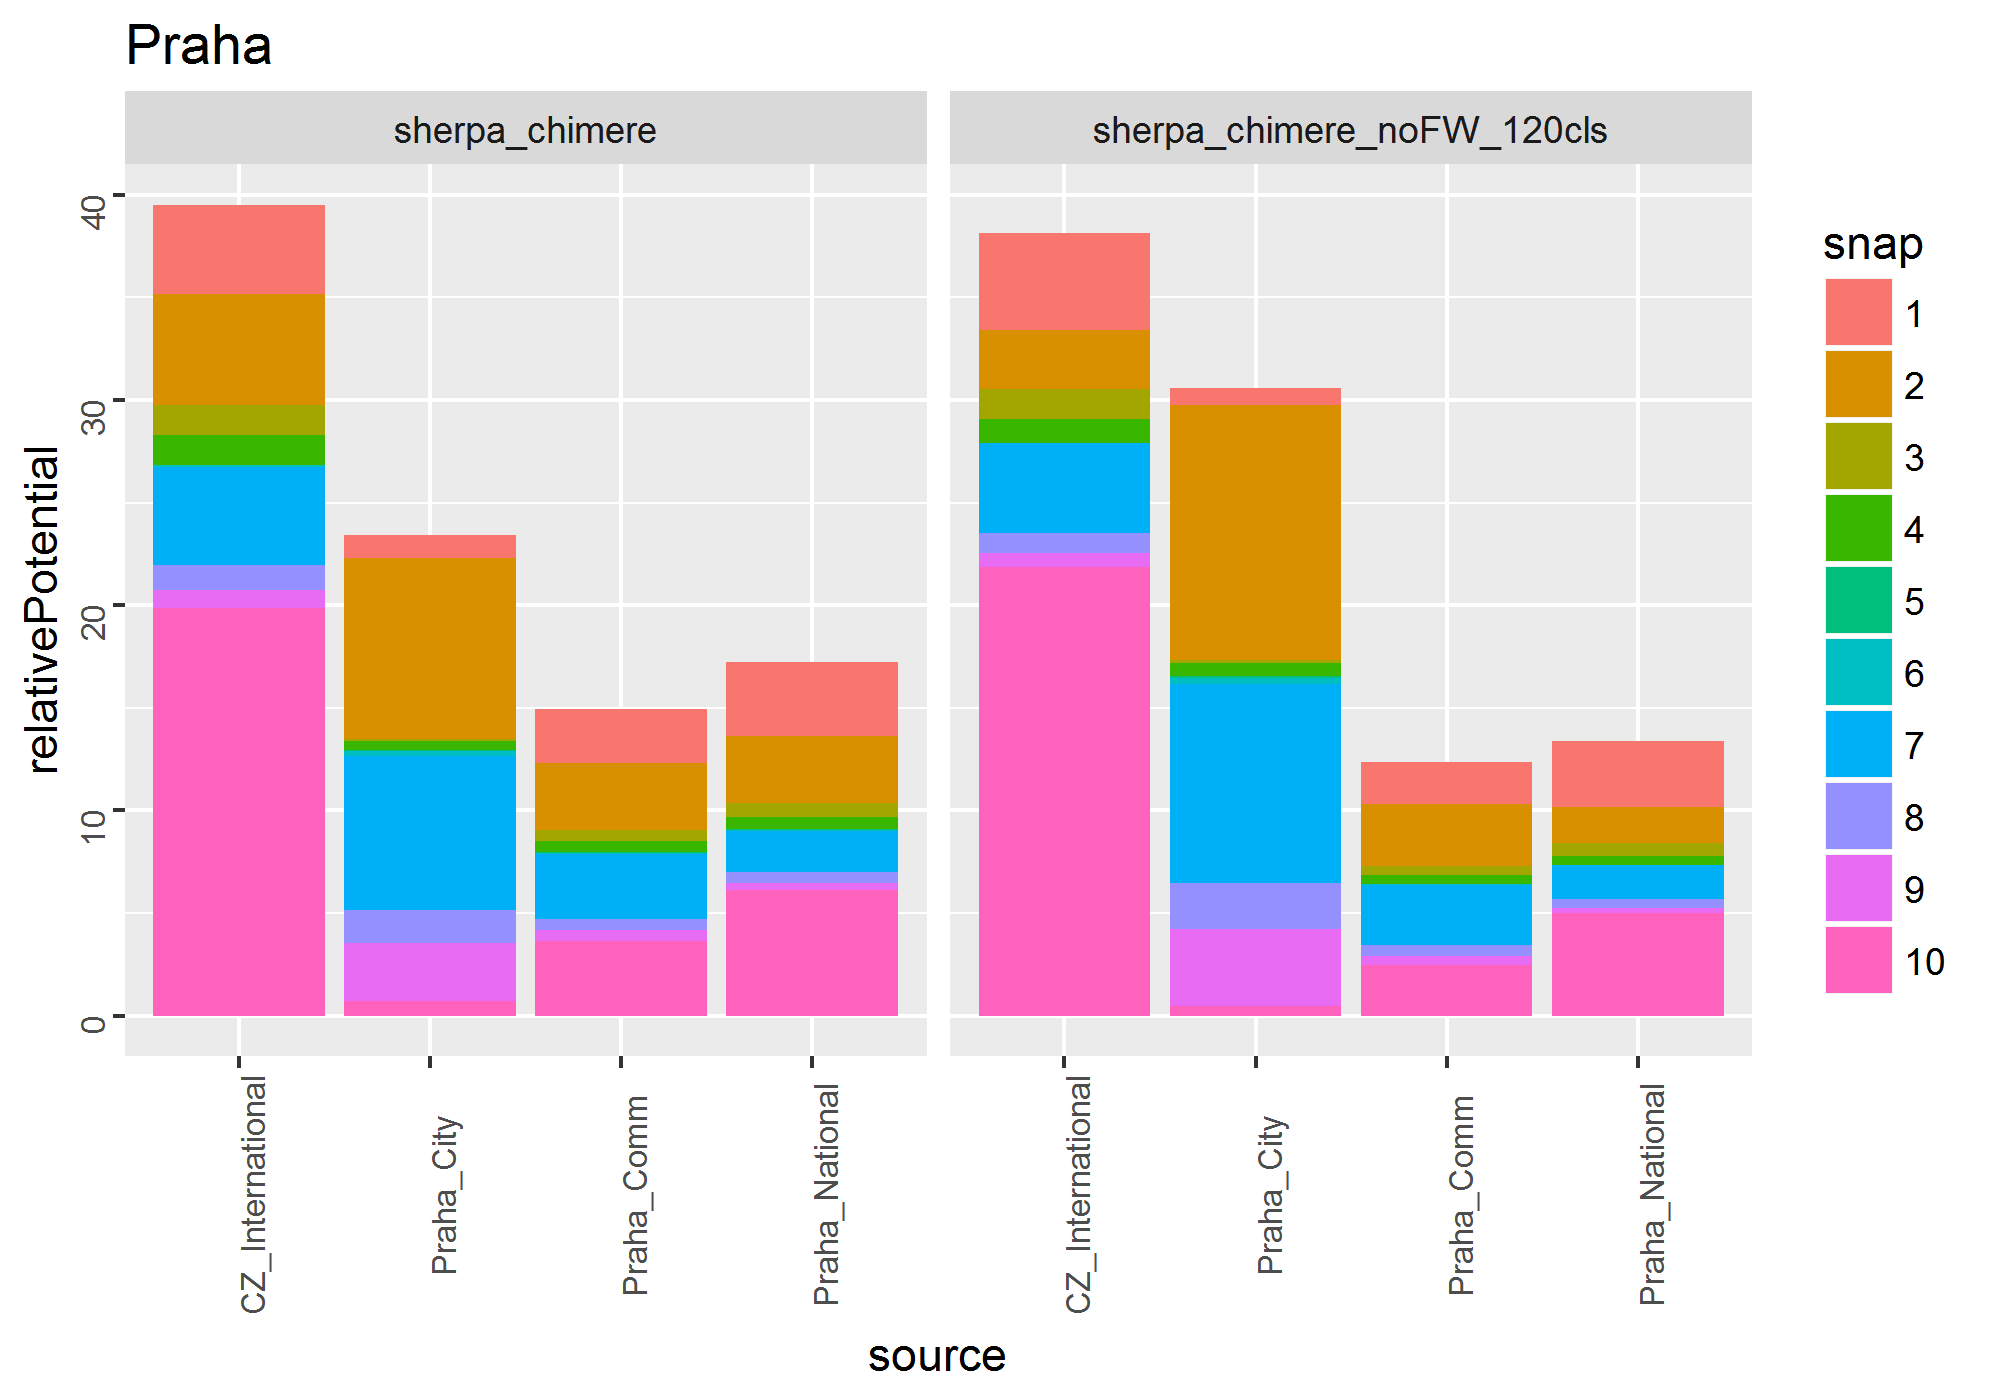 Praha
sherpa_chimere
sherpa_chimere_noFW_120cls
relativePotential
40
30
20
10
0
CZ_International
Praha_City
Praha_Comm
Praha_National
CZ_International
Praha_City
Praha_Comm
Praha_National
source
snap
1
2
3
4
5
6
7
8
9
10